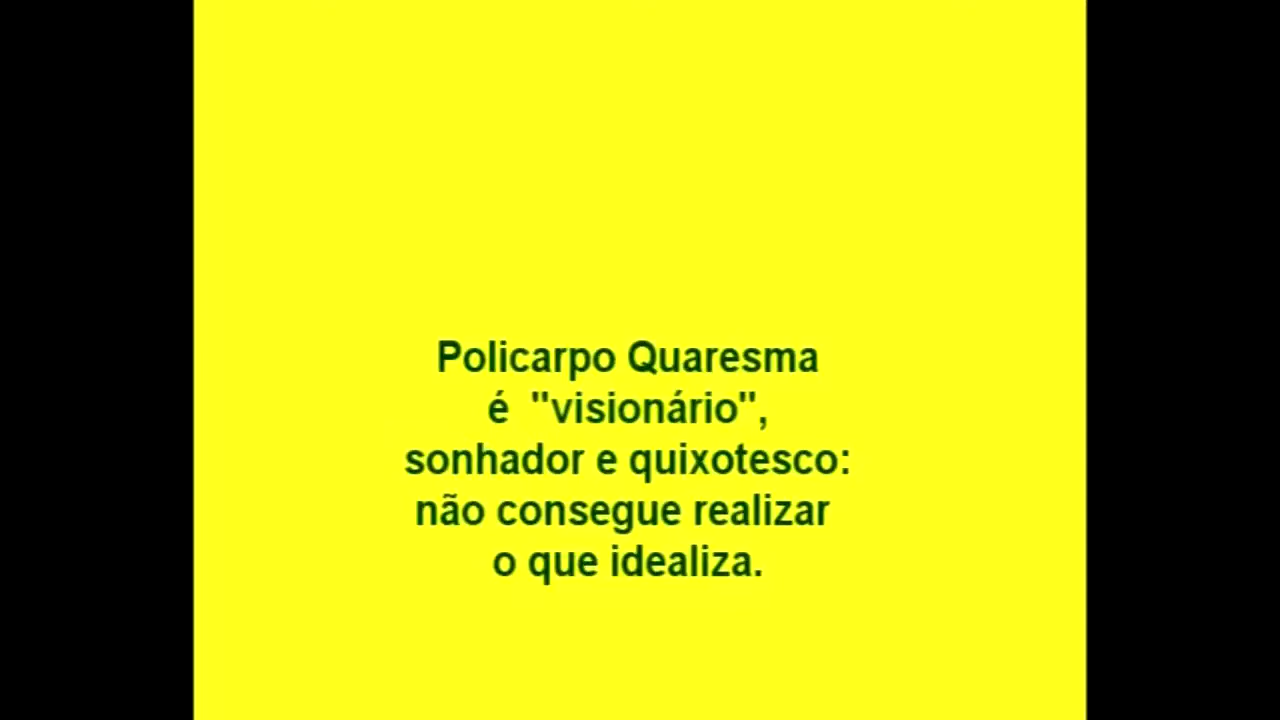 Policarpo Quaresma
é  "visionário",
sonhador e quixotesco:
não consegue realizar
o que idealiza.